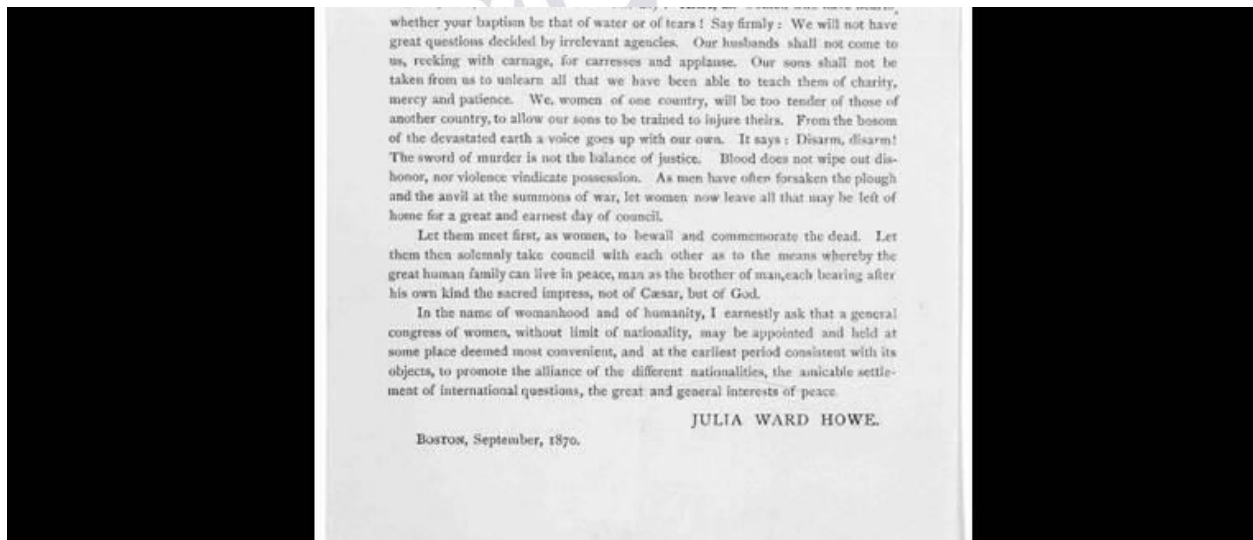 whether your baptism be that of water or of tears! Say firmly: We will not have
great questions decided by irrelevant agencies. Our husbands shall not come to
us, reeking with carnage, for carresses and applause. Our sons shall not be
taken from us to unlearn all that we have been able to teach them of charity,
mercy and patience. We, women of one country, will be too tender of those of
another country, to allow our sons to be trained to injure theirs. From the bosom
of the devastated earth a voice goes up with our own. It says: Disarm, disarm!
The sword of murder is not the balance of justice. Blood does not wipe out dis-
honor, nor violence vindicate possession. As men have often forsaken the plough
and the anvil at the summons of war, let women now leave all that may be left of
home for a great and earnest day of council.
Let them meet first, as women, to bewail and commemorate the dead. Let
them then solemnly take council with each other as to the means whereby the
great human family can live in peace, man as the brother of man,each bearing after
his own kind the sacred impress, not of Cæsar, but of God.
In the name of womanhood and of humanity, I earnestly ask that a general
congress of women, without limit of nationality, may be appointed and held at
some place deemed most convenient, and at the earliest period consistent with its
objects, to promote the alliance of the different nationalities, the amicable settle-
ment of international questions, the great and general interests of peace.
JULIA WARD HOWE.
BOSTON, September, 1870.